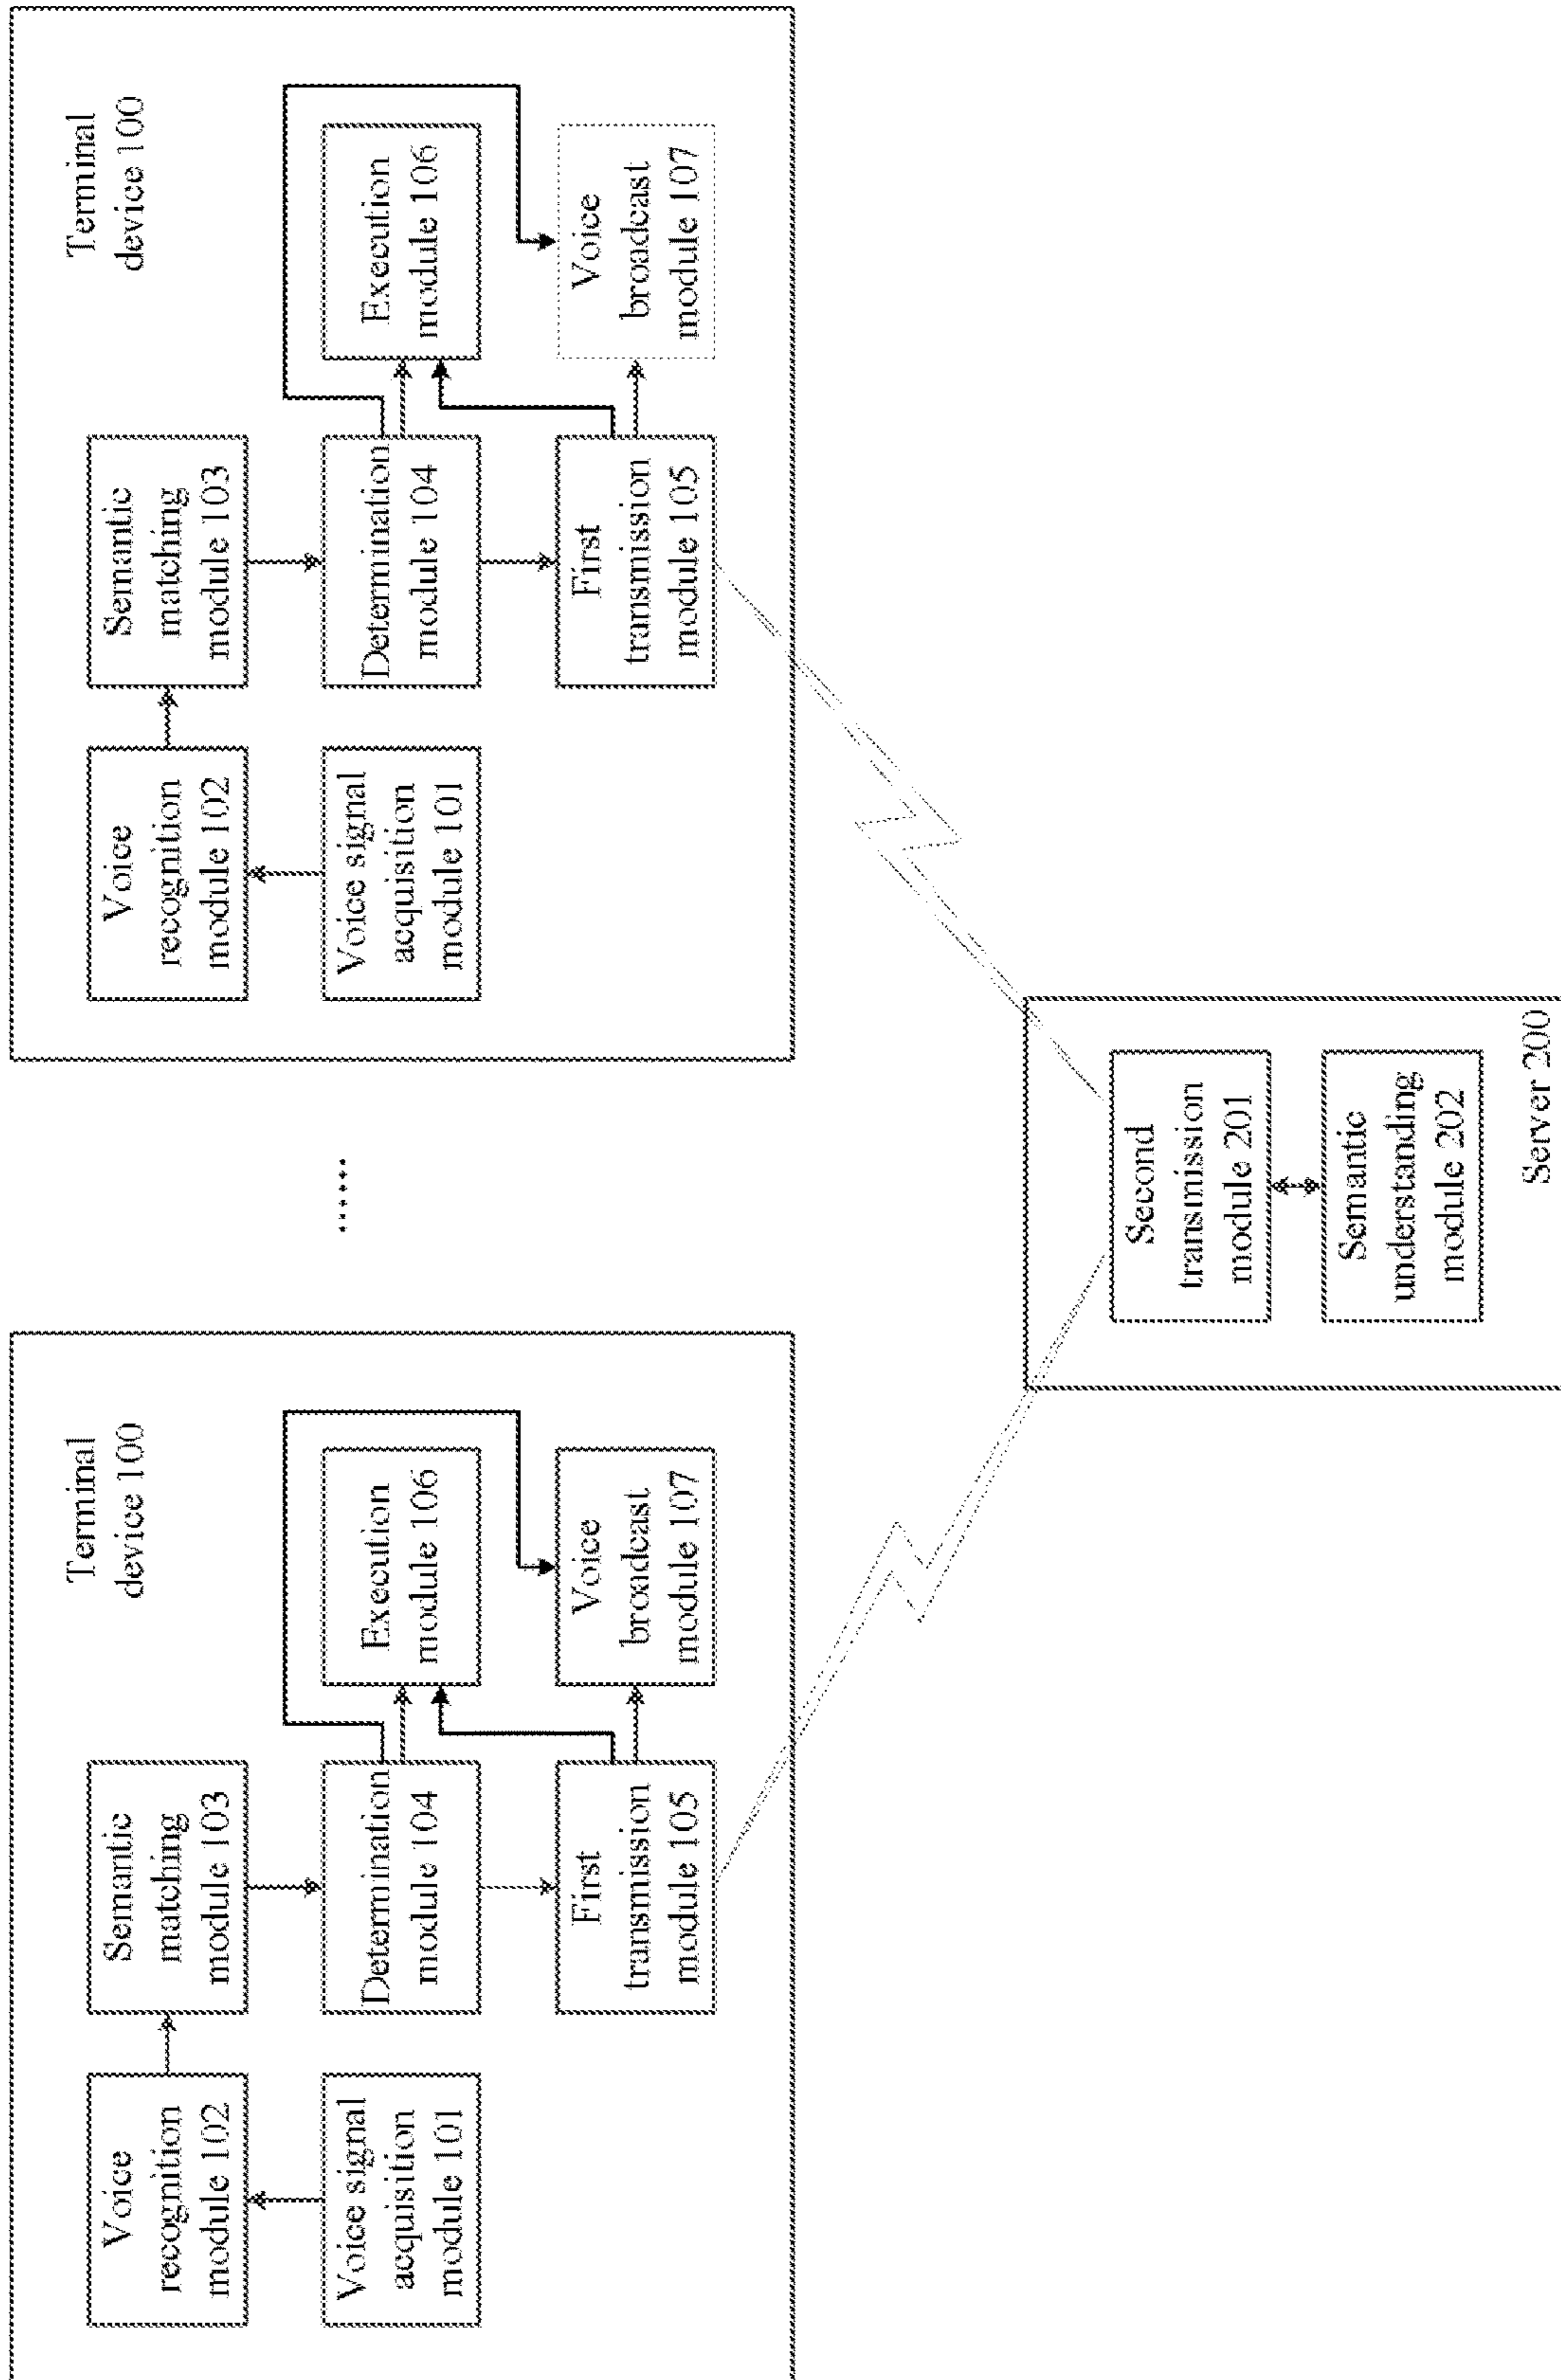 Terminal
device 100
Voice
recognition
module 102
Semantic
matching
module 103
Voice signal
acquisition
module 101
Determination
module 104
Execution
module 106
First
transmission
module 105
Voice
broadcast
module 107
......
Terminal
device 100
Voice
recognition
module 102
Semantic
matching
module 103
Voice signal
acquisition
module 101
Determination
module 104
Execution
module 106
First
transmission
module 105
Voice
broadcast
module 107
Second
transmission
module 201
Semantic
understanding
module 202
Server 200